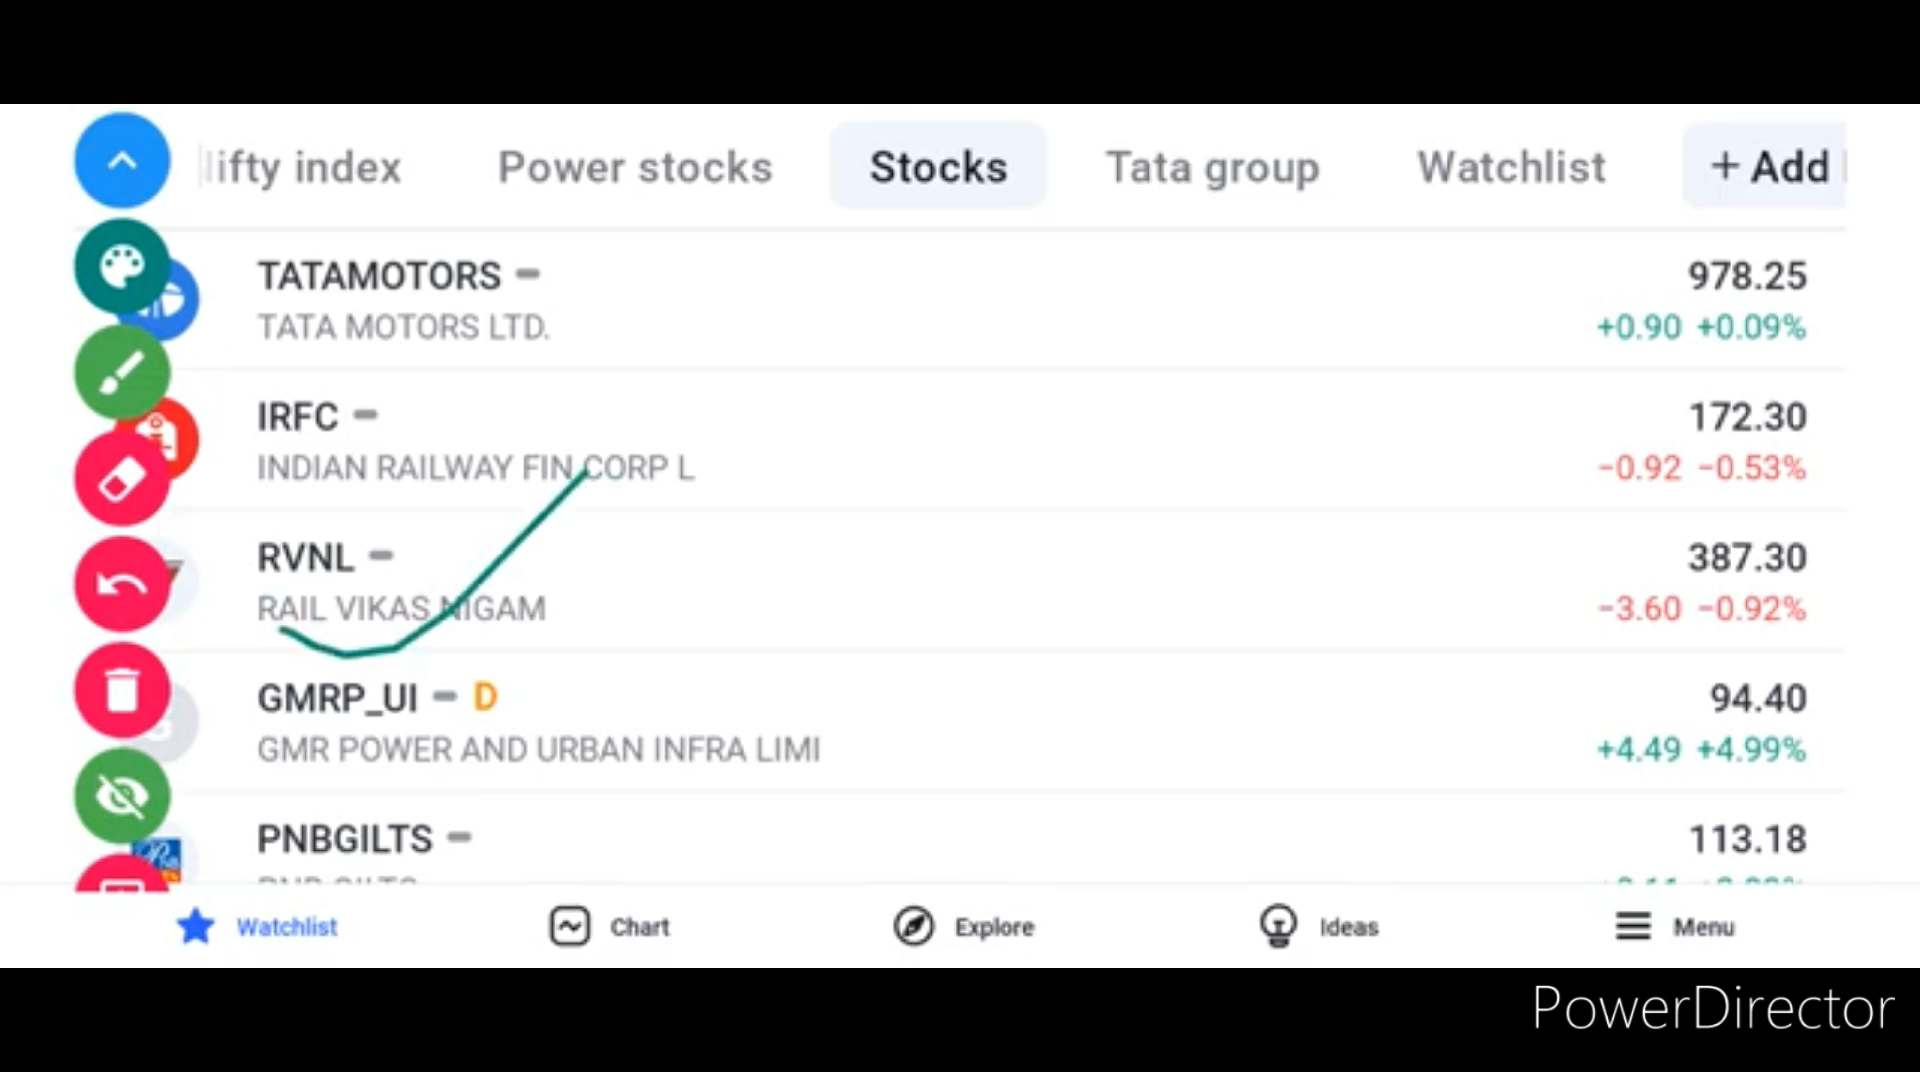 lifty index Power stocks Stocks Tata group Watchlist + Add
TATAMOTORS 978.25
TATA MOTORS LTD. +0.90 +0.09%
IRFC 172.30
INDIAN RAILWAY FIN CORP L −0.92 −0.53%
RVNL 387.30
RAIL VIKAS NIGAM −3.60 −0.92%
GMRP_UI D 94.40
GMR POWER AND URBAN INFRA LIMI +4.49 +4.99%
PNBGILTS 113.18
Watchlist Chart Explore Ideas Menu
PowerDirector